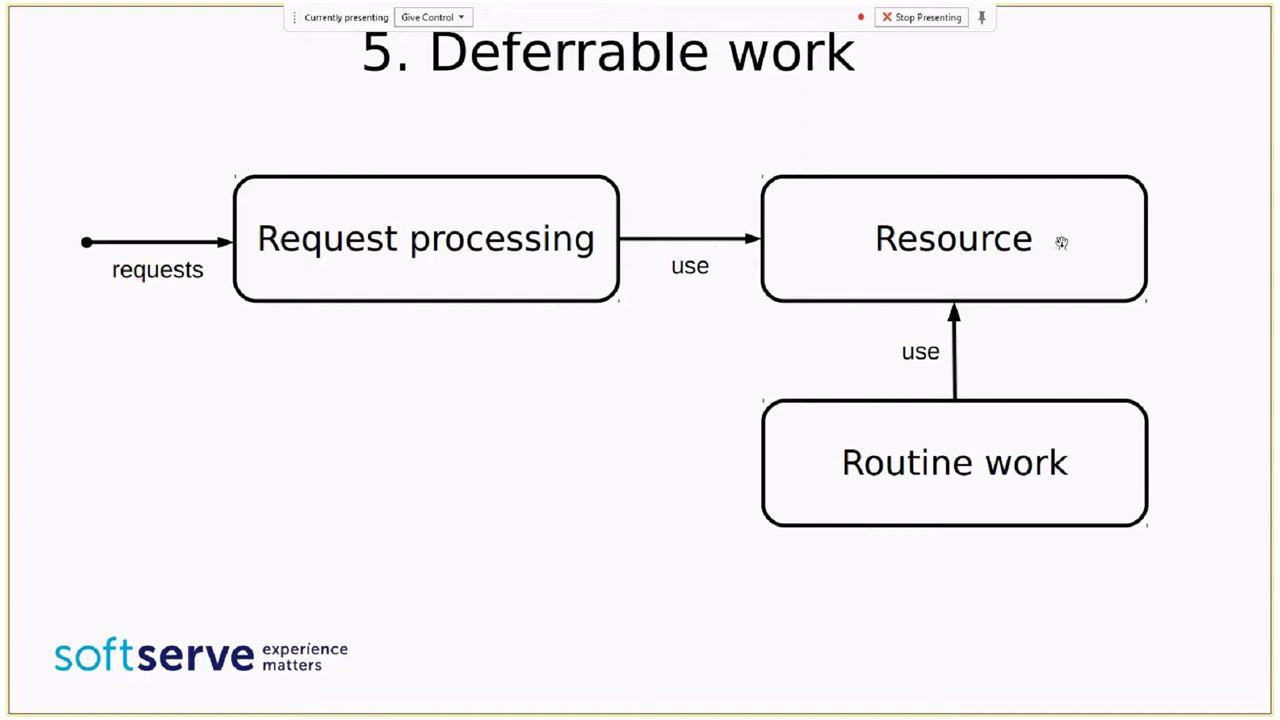 Currently presenting
Give Control
Stop Presenting
5. Deferrable work
Request processing
Resource
requests
use
use
Routine work
softserve
experience
matters